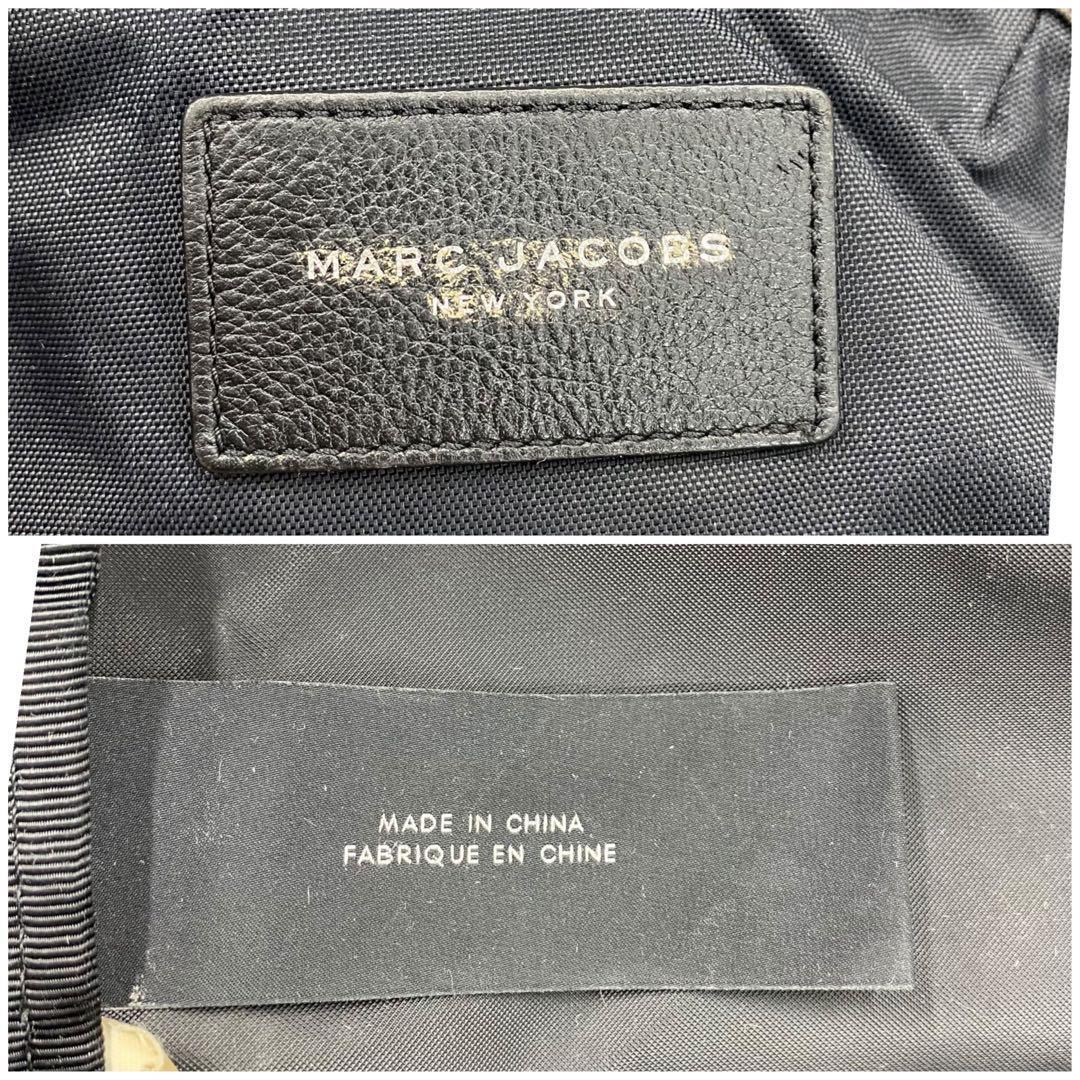 MARC JACOBS
NEW YORK
MADE IN CHINA
FABRIQUE EN CHINE